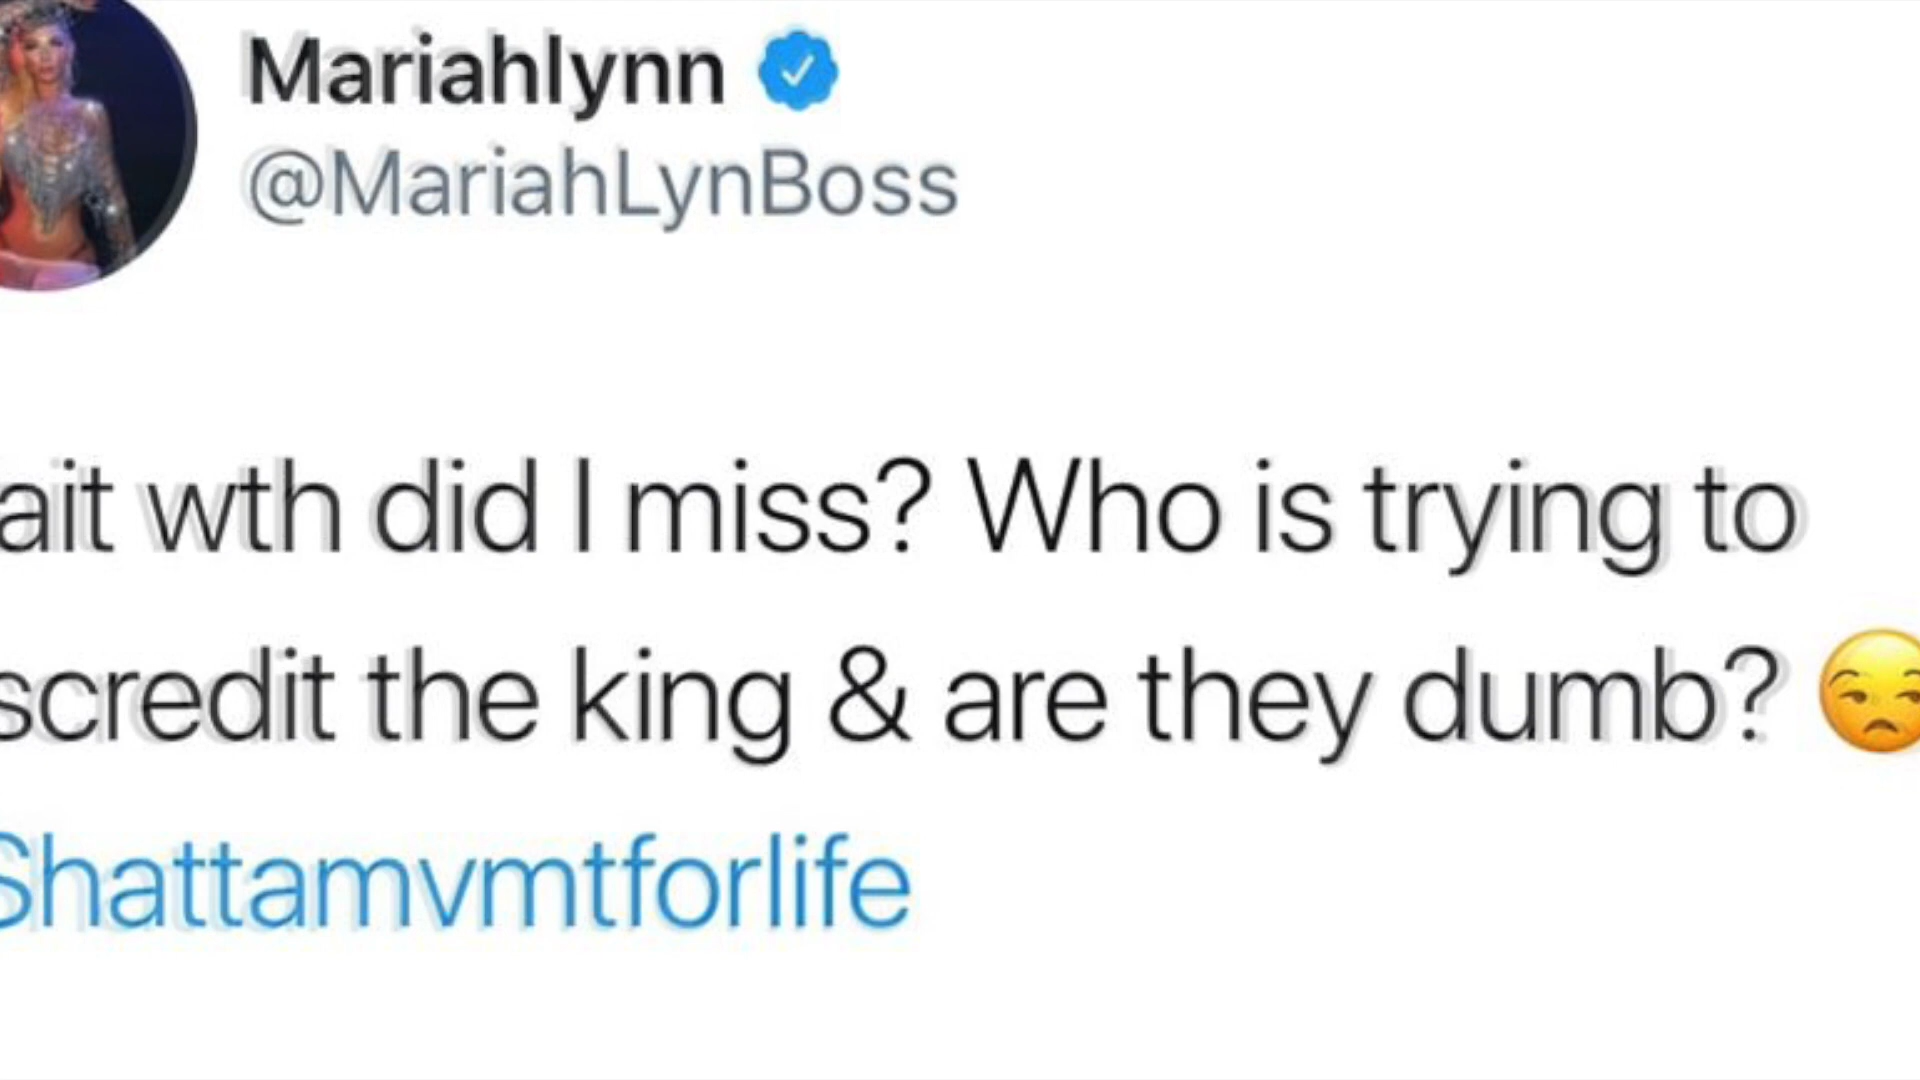 Mariahlynn
@MariahLynBoss
ait wth did I miss? Who is trying to
scredit the king & are they dumb? 😒
Shattamvmtforlife